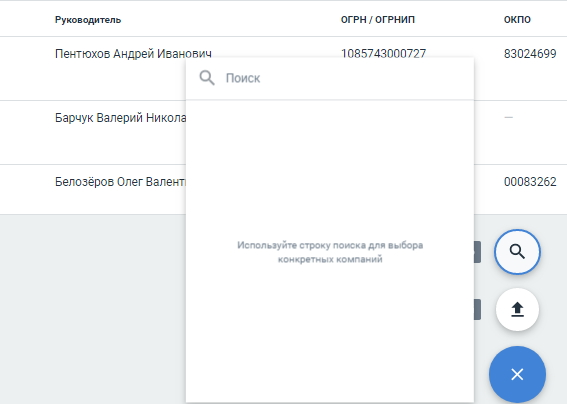 Руководитель ОГРН / ОГРНИП ОКПО
Пентюхов Андрей Иванович 1085743000727 83024699
Поиск
Барчук Валерий Никола —
Белозёров Олег Валент 00083262
Используйте строку поиска для выбора
конкретных компаний